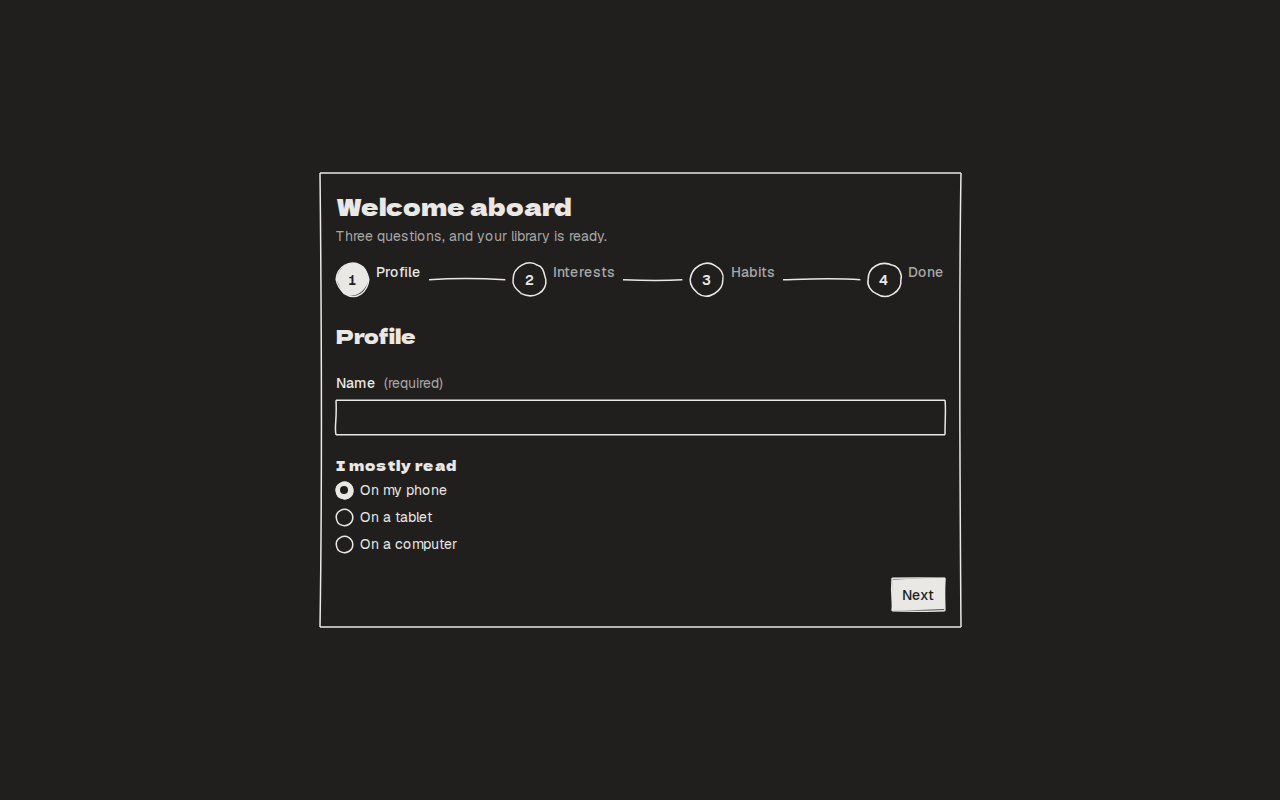 Welcome aboard
Three questions, and your library is ready.
1 Profile 2 Interests 3 Habits 4 Done
Profile
Name (required)
I mostly read
On my phone
On a tablet
On a computer
Next